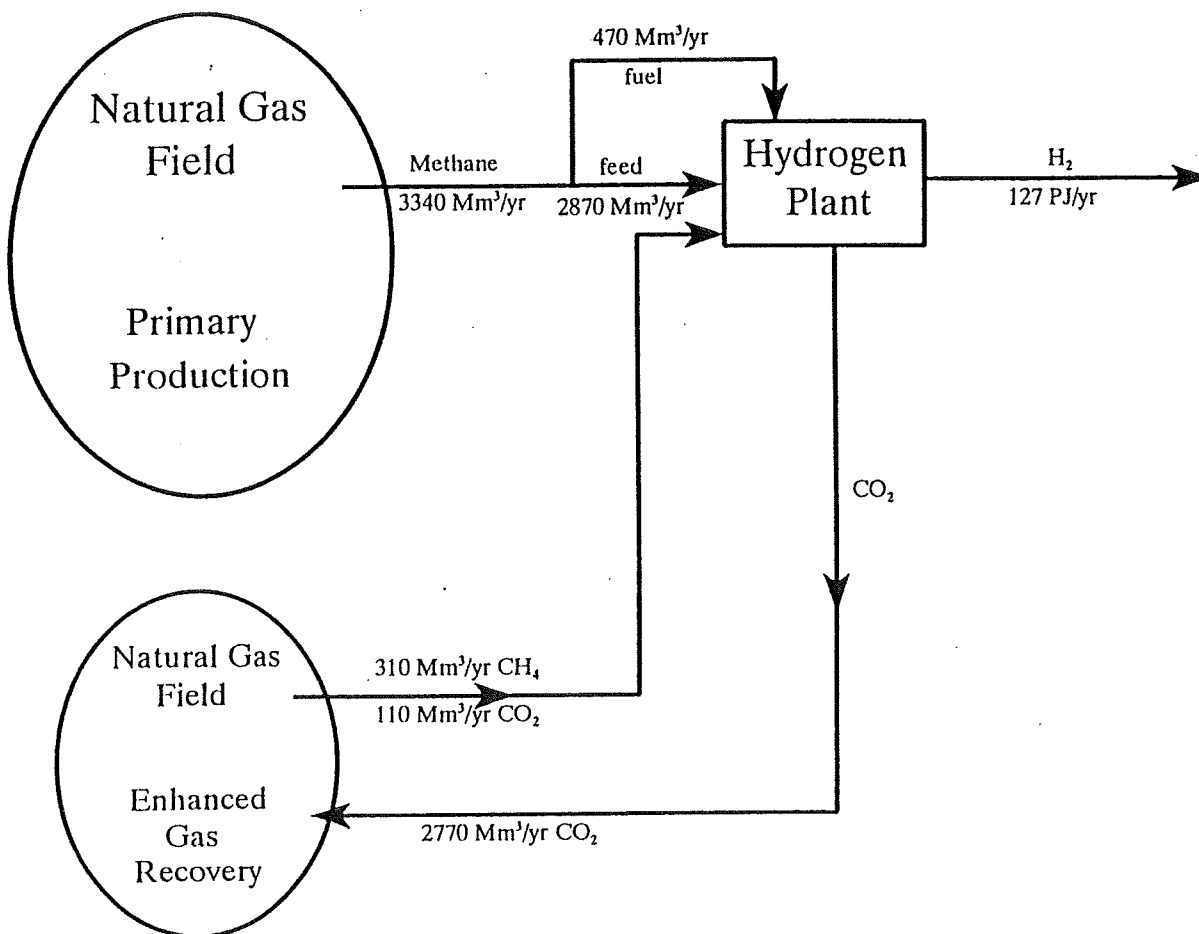 470 Mm³/yr
fuel
Natural Gas
Field
Methane
3340 Mm³/yr
feed
2870 Mm³/yr
Hydrogen
Plant
H₂
127 PJ/yr
Primary
Production
CO₂
Natural Gas
Field
310 Mm³/yr CH₄
110 Mm³/yr CO₂
Enhanced
Gas
Recovery
2770 Mm³/yr CO₂